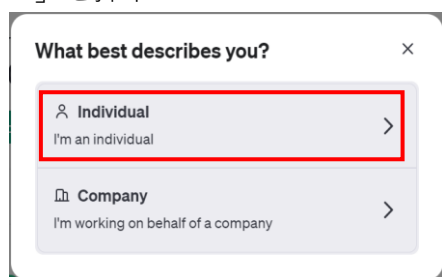 What best describes you?
Individual
I'm an individual
Company
I'm working on behalf of a company